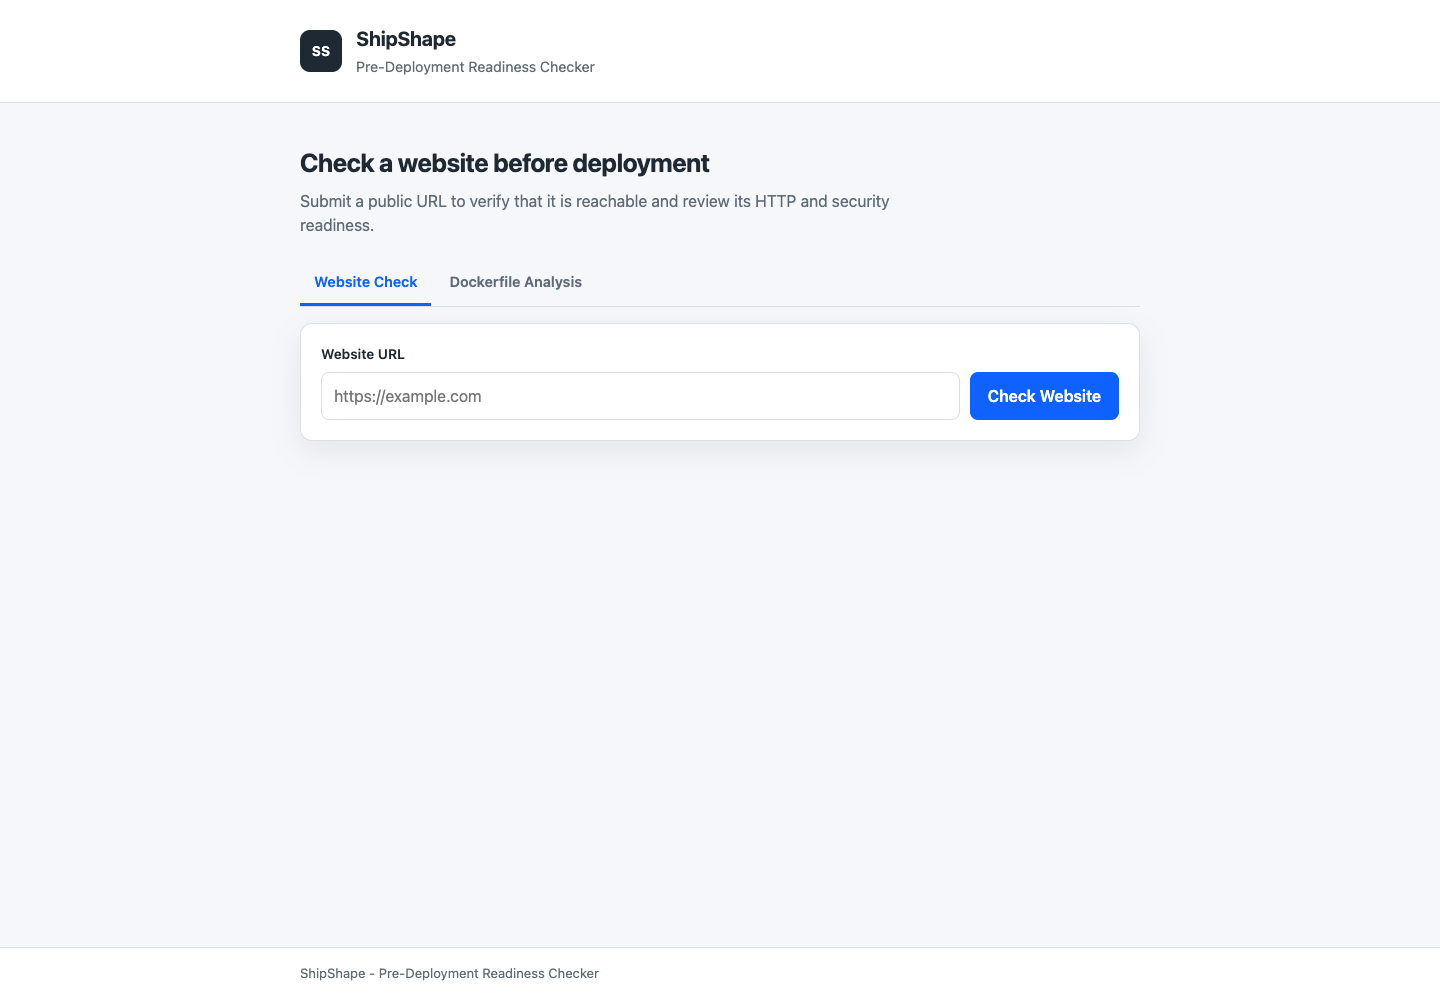 SS
ShipShape
Pre-Deployment Readiness Checker
Check a website before deployment
Submit a public URL to verify that it is reachable and review its HTTP and security
readiness.
Website Check
Dockerfile Analysis
Website URL
https://example.com
Check Website
ShipShape - Pre-Deployment Readiness Checker